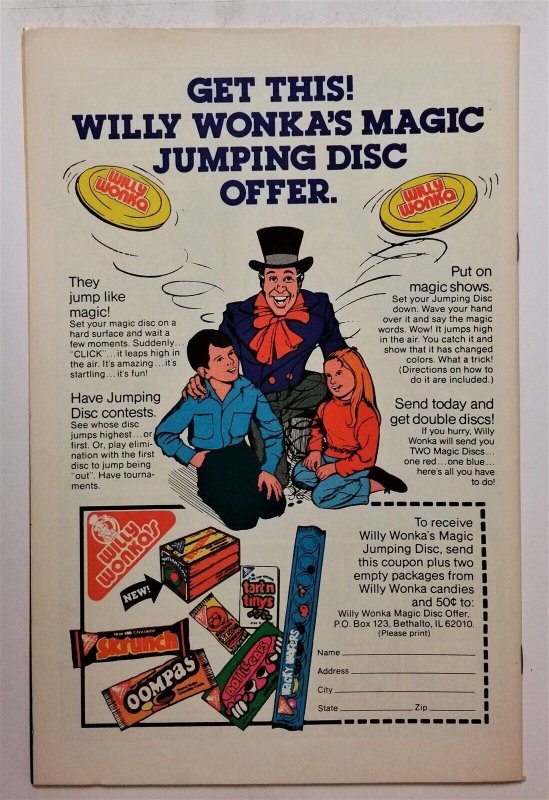 GET THIS!
WILLY WONKA'S MAGIC
JUMPING DISC
OFFER.
WILLY
WONKA
WILLY
WONKA
They
jump like
magic!
Set your magic disc on a
hard surface and wait a
few moments. Suddenly...
"CLICK"...it leaps high in
the air. It's amazing...it's
startling...it's fun!
Have Jumping
Disc contests.
See whose disc
jumps highest...or
first. Or, play elimi-
nation with the first
disc to jump being
"out". Have tourna-
ments.
Put on
magic shows.
Set your Jumping Disc
down. Wave your hand
over it and say the magic
words. Wow! It jumps high
in the air. You catch it and
show that it has changed
colors. What a trick!
(Directions on how to
do it are included.)
Send today and
get double discs!
If you hurry, Willy
Wonka will send you
TWO Magic Discs...
one red...one blue...
here's all you have
to do!
WILLY
WONKA'S
NEW!
tart n
tinys
Skrunch
OOMPAS
BOTTLE CAPS
WACKY WAFERS
To receive
Willy Wonka's Magic
Jumping Disc, send
this coupon plus two
empty packages from
Willy Wonka candies
and 50¢ to:
Willy Wonka Magic Disc Offer,
P.O. Box 123, Bethalto, IL 62010.
(Please print)
Name
Address
City
State Zip